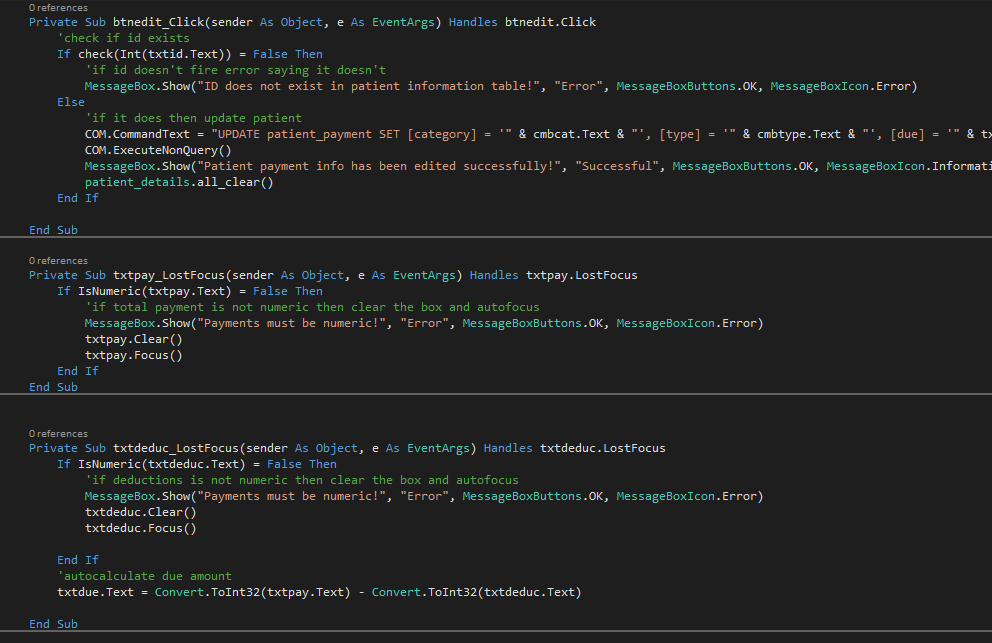 0 references
Private Sub btnedit_Click(sender As Object, e As EventArgs) Handles btnedit.Click
'check if id exists
If check(Int(txtid.Text)) = False Then
'if id doesn't fire error saying it doesn't
MessageBox.Show("ID does not exist in patient information table!", "Error", MessageBoxButtons.OK, MessageBoxIcon.Error)
Else
'if it does then update patient
COM.CommandText = "UPDATE patient_payment SET [category] = '" & cmbcat.Text & "', [type] = '" & cmbtype.Text & "', [due] = '" & tx
COM.ExecuteNonQuery()
MessageBox.Show("Patient payment info has been edited successfully!", "Successful", MessageBoxButtons.OK, MessageBoxIcon.Informati
patient_details.all_clear()
End If
End Sub
0 references
Private Sub txtpay_LostFocus(sender As Object, e As EventArgs) Handles txtpay.LostFocus
If IsNumeric(txtpay.Text) = False Then
'if total payment is not numeric then clear the box and autofocus
MessageBox.Show("Payments must be numeric!", "Error", MessageBoxButtons.OK, MessageBoxIcon.Error)
txtpay.Clear()
txtpay.Focus()
End If
End Sub
0 references
Private Sub txtdeduc_LostFocus(sender As Object, e As EventArgs) Handles txtdeduc.LostFocus
If IsNumeric(txtdeduc.Text) = False Then
'if deductions is not numeric then clear the box and autofocus
MessageBox.Show("Payments must be numeric!", "Error", MessageBoxButtons.OK, MessageBoxIcon.Error)
txtdeduc.Clear()
txtdeduc.Focus()
End If
'autocalculate due amount
txtdue.Text = Convert.ToInt32(txtpay.Text) - Convert.ToInt32(txtdeduc.Text)
End Sub